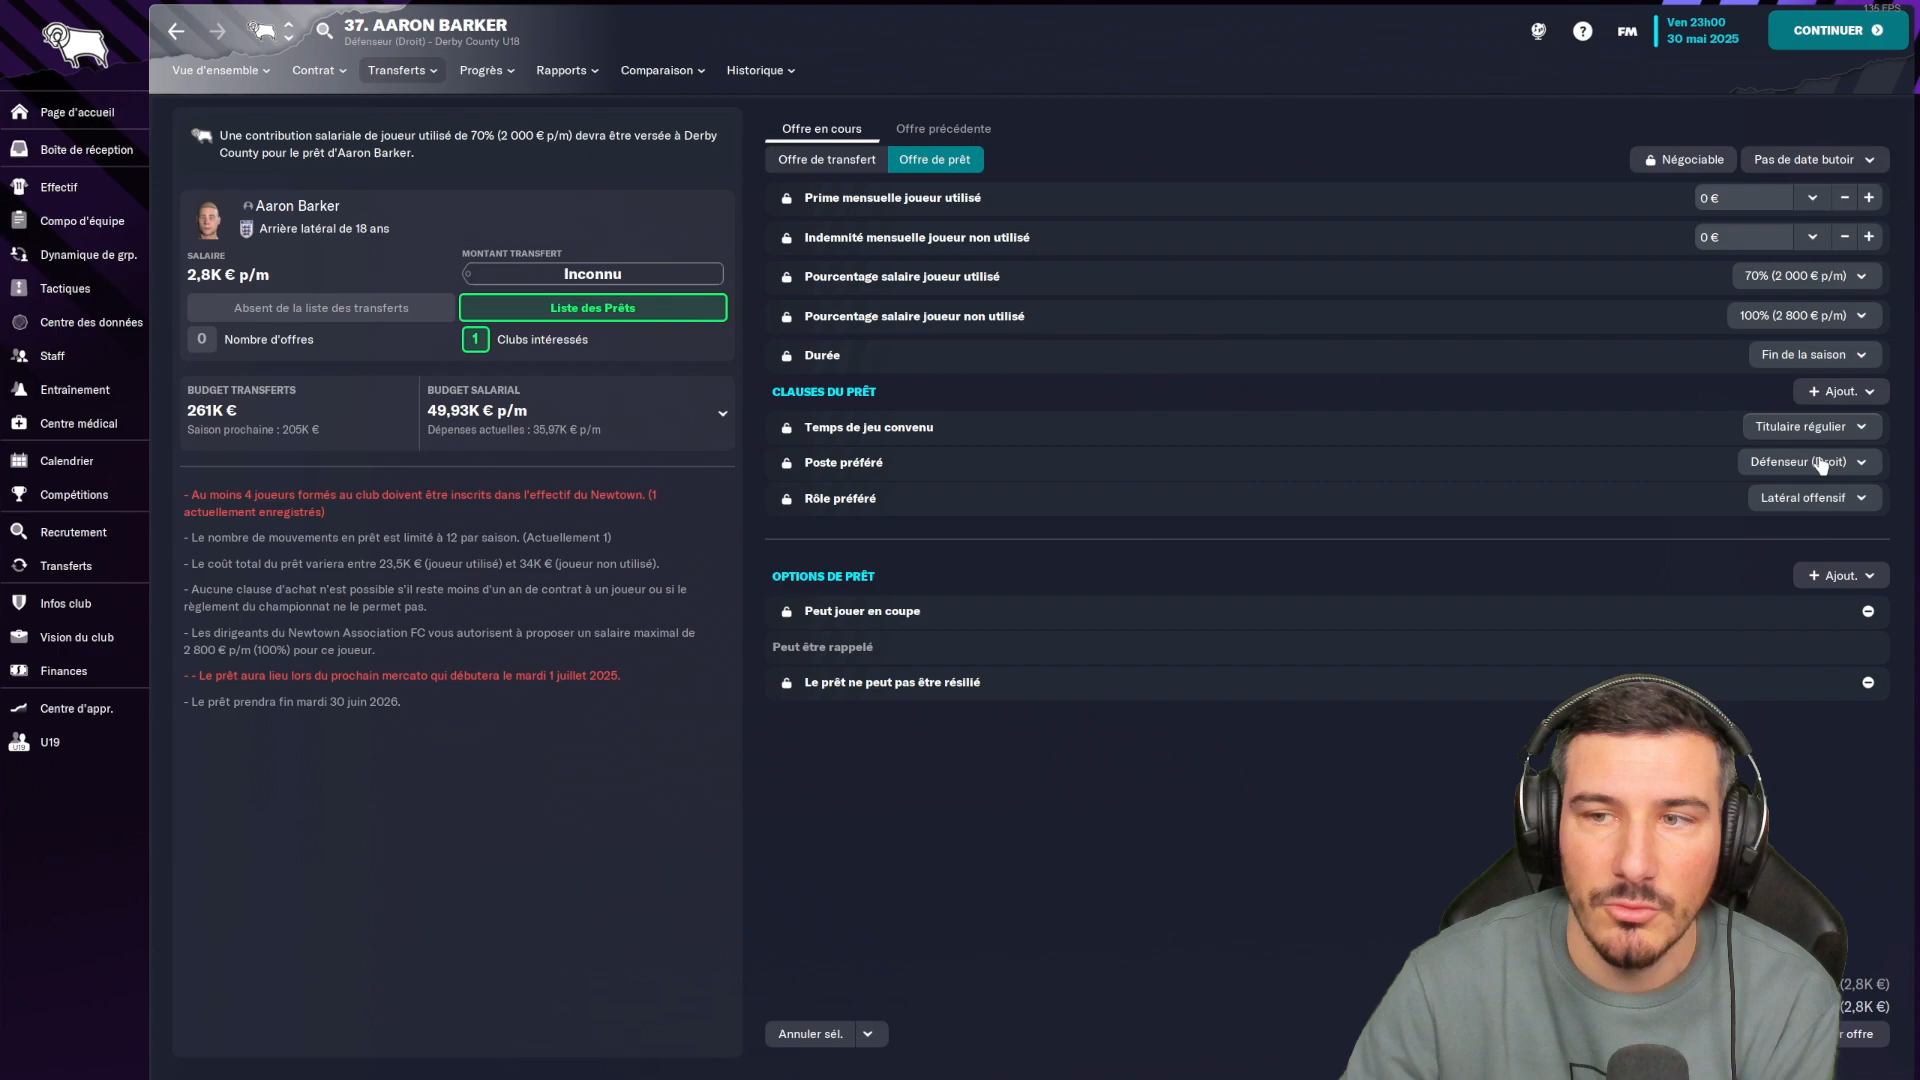 135 FPS
37. AARON BARKER
Défenseur (Droit) - Derby County U18
FM
Ven 23h00
30 mai 2025
CONTINUER
Vue d'ensemble
Contrat
Transferts
Progrès
Rapports
Comparaison
Historique
Page d'accueil
Boîte de réception
Effectif
Compo d'équipe
Dynamique de grp.
Tactiques
Centre des données
Staff
Entraînement
Centre médical
Calendrier
Compétitions
Recrutement
Transferts
Infos club
Vision du club
Finances
Centre d'appr.
U19
U19
Une contribution salariale de joueur utilisé de 70% (2 000 € p/m) devra être versée à Derby
County pour le prêt d'Aaron Barker.
Aaron Barker
Arrière latéral de 18 ans
SALAIRE
2,8K € p/m
MONTANT TRANSFERT
Inconnu
Absent de la liste des transferts
Liste des Prêts
0 Nombre d'offres
1 Clubs intéressés
BUDGET TRANSFERTS
261K €
Saison prochaine : 205K €
BUDGET SALARIAL
49,93K € p/m
Dépenses actuelles : 35,97K € p/m
- Au moins 4 joueurs formés au club doivent être inscrits dans l'effectif du Newtown. (1
actuellement enregistrés)
- Le nombre de mouvements en prêt est limité à 12 par saison. (Actuellement 1)
- Le coût total du prêt variera entre 23,5K € (joueur utilisé) et 34K € (joueur non utilisé).
- Aucune clause d'achat n'est possible s'il reste moins d'un an de contrat à un joueur ou si le
règlement du championnat ne le permet pas.
- Les dirigeants du Newtown Association FC vous autorisent à proposer un salaire maximal de
2 800 € p/m (100%) pour ce joueur.
- - Le prêt aura lieu lors du prochain mercato qui débutera le mardi 1 juillet 2025.
- Le prêt prendra fin mardi 30 juin 2026.
Offre en cours
Offre précédente
Offre de transfert
Offre de prêt
Négociable
Pas de date butoir
Prime mensuelle joueur utilisé
0 €
Indemnité mensuelle joueur non utilisé
0 €
Pourcentage salaire joueur utilisé
70% (2 000 € p/m)
Pourcentage salaire joueur non utilisé
100% (2 800 € p/m)
Durée
Fin de la saison
CLAUSES DU PRÊT
+ Ajout.
Temps de jeu convenu
Titulaire régulier
Poste préféré
Défenseur (Droit)
Rôle préféré
Latéral offensif
OPTIONS DE PRÊT
+ Ajout.
Peut jouer en coupe
Peut être rappelé
Le prêt ne peut pas être résilié
(2,8K €)
(2,8K €)
Annuler sél.
offre